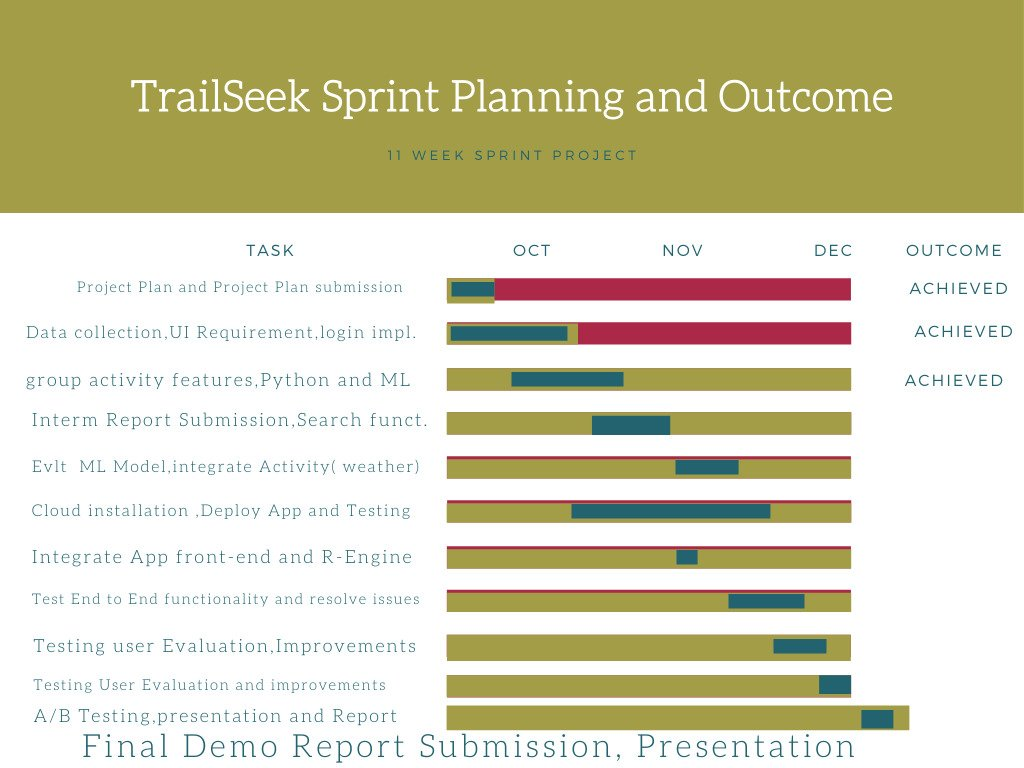 TrailSeek Sprint Planning and Outcome
11 WEEK SPRINT PROJECT
TASK OCT NOV DEC OUTCOME
Project Plan and Project Plan submission ACHIEVED
Data collection,UI Requirement,login impl. ACHIEVED
group activity features,Python and ML ACHIEVED
Interm Report Submission,Search funct.
Evlt  ML Model,integrate Activity( weather)
Cloud installation ,Deploy App and Testing
Integrate App front-end and R-Engine
Test End to End functionality and resolve issues
Testing user Evaluation,Improvements
Testing User Evaluation and improvements
A/B Testing,presentation and Report
Final Demo Report Submission, Presentation